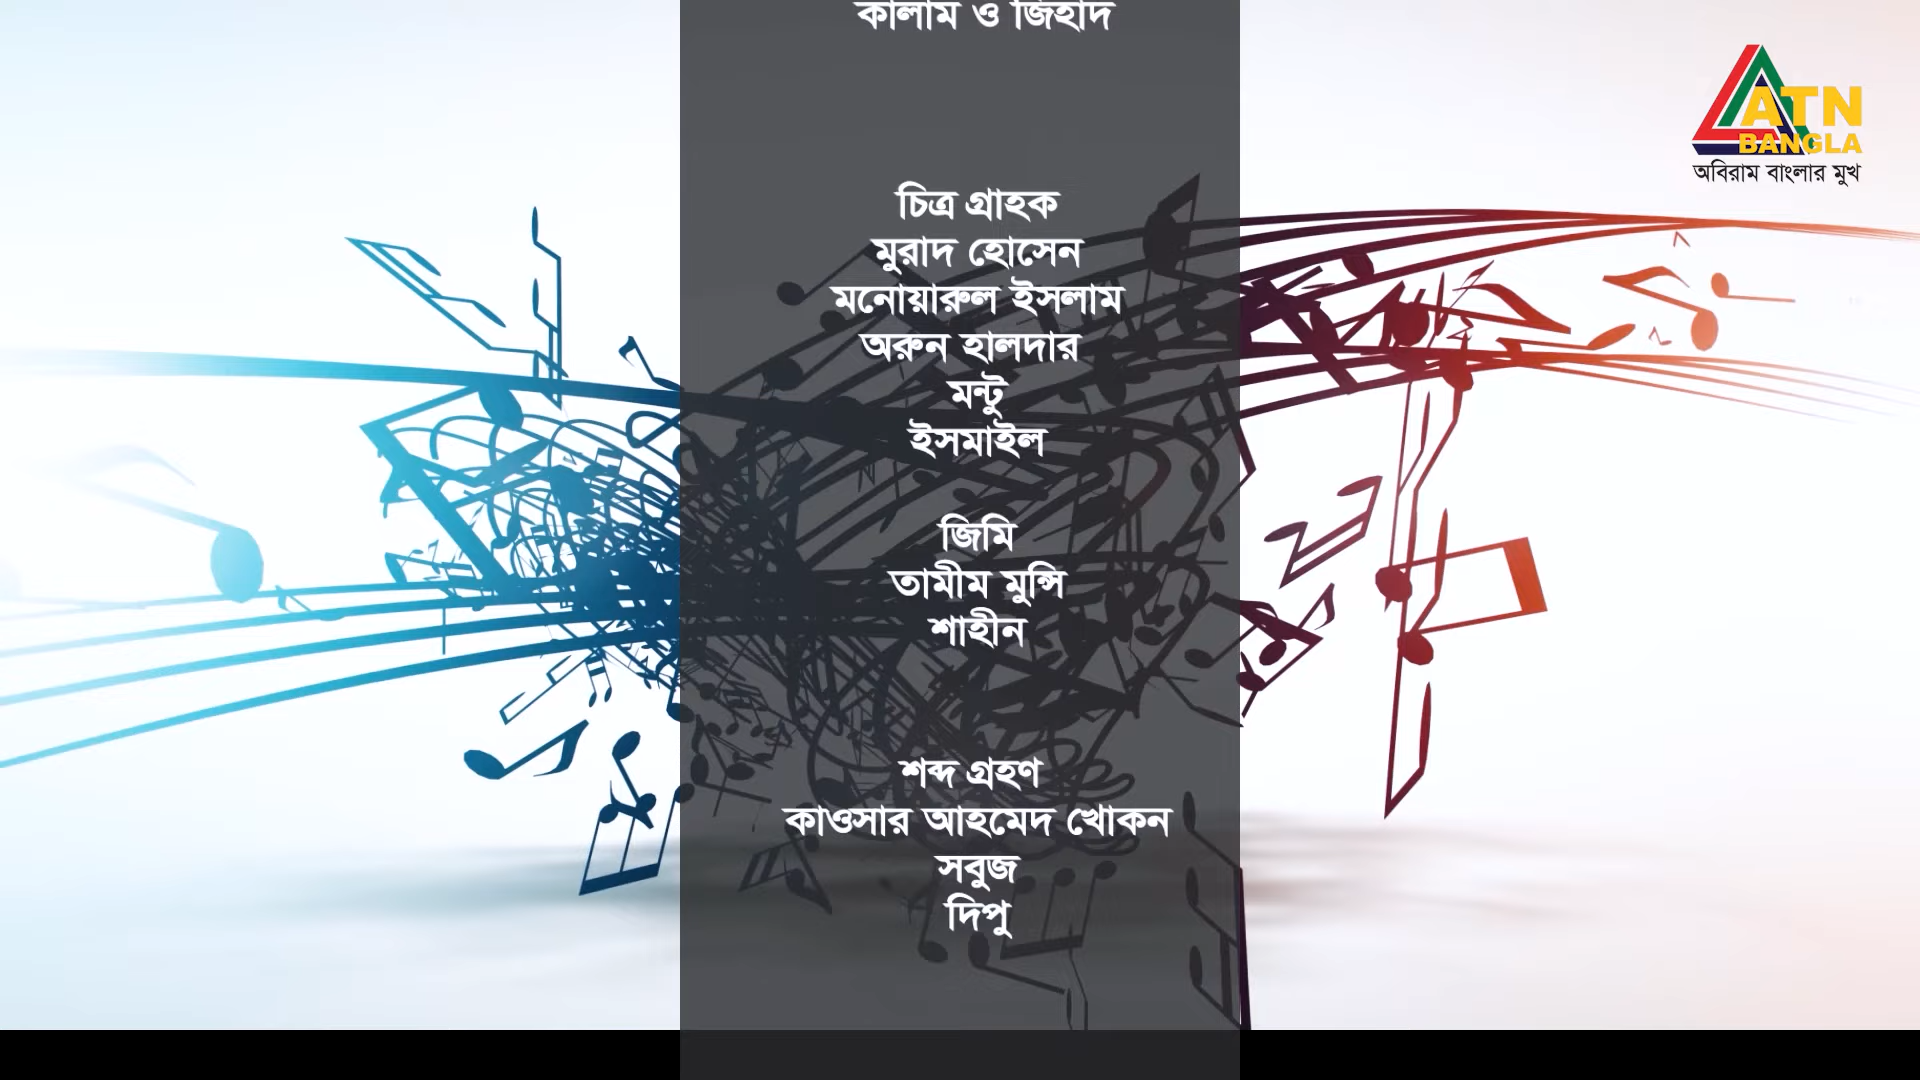 কালাম ও জিহাদ
ATN
BANGLA
অবিরাম বাংলার মুখ
চিত্র গ্রাহক
মুরাদ হোসেন
মনোয়ারুল ইসলাম
অরুন হালদার
মন্টু
ইসমাইল
জিমি
তামীম মুন্সি
শাহীন
শব্দ গ্রহণ
কাওসার আহমেদ খোকন
সবুজ
দিপু